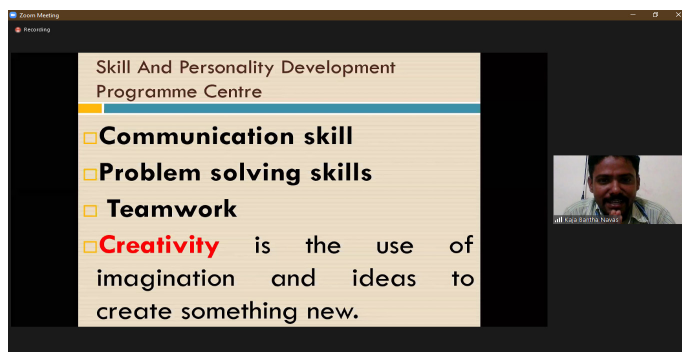 Zoom Meeting
Recording
Skill And Personality Development
Programme Centre
Communication skill
Problem solving skills
Teamwork
Creativity is the use of
imagination and ideas to
create something new.
Kaja Bantha Navas